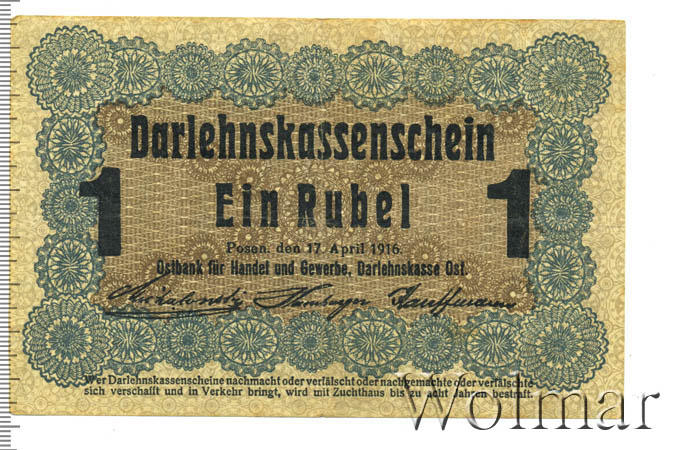 Darlehnskassenschein
1 Ein Rubel 1
Posen, den 17. April 1916.
Ostbank für Handel und Gewerbe, Darlehnskasse Ost.
Wer Darlehnskassenscheine nachmacht oder verfälscht oder nachgemachte oder verfälschte
sich verschafft und in Verkehr bringt, wird mit Zuchthaus bis zu acht Jahren bestraft.
Wolmar